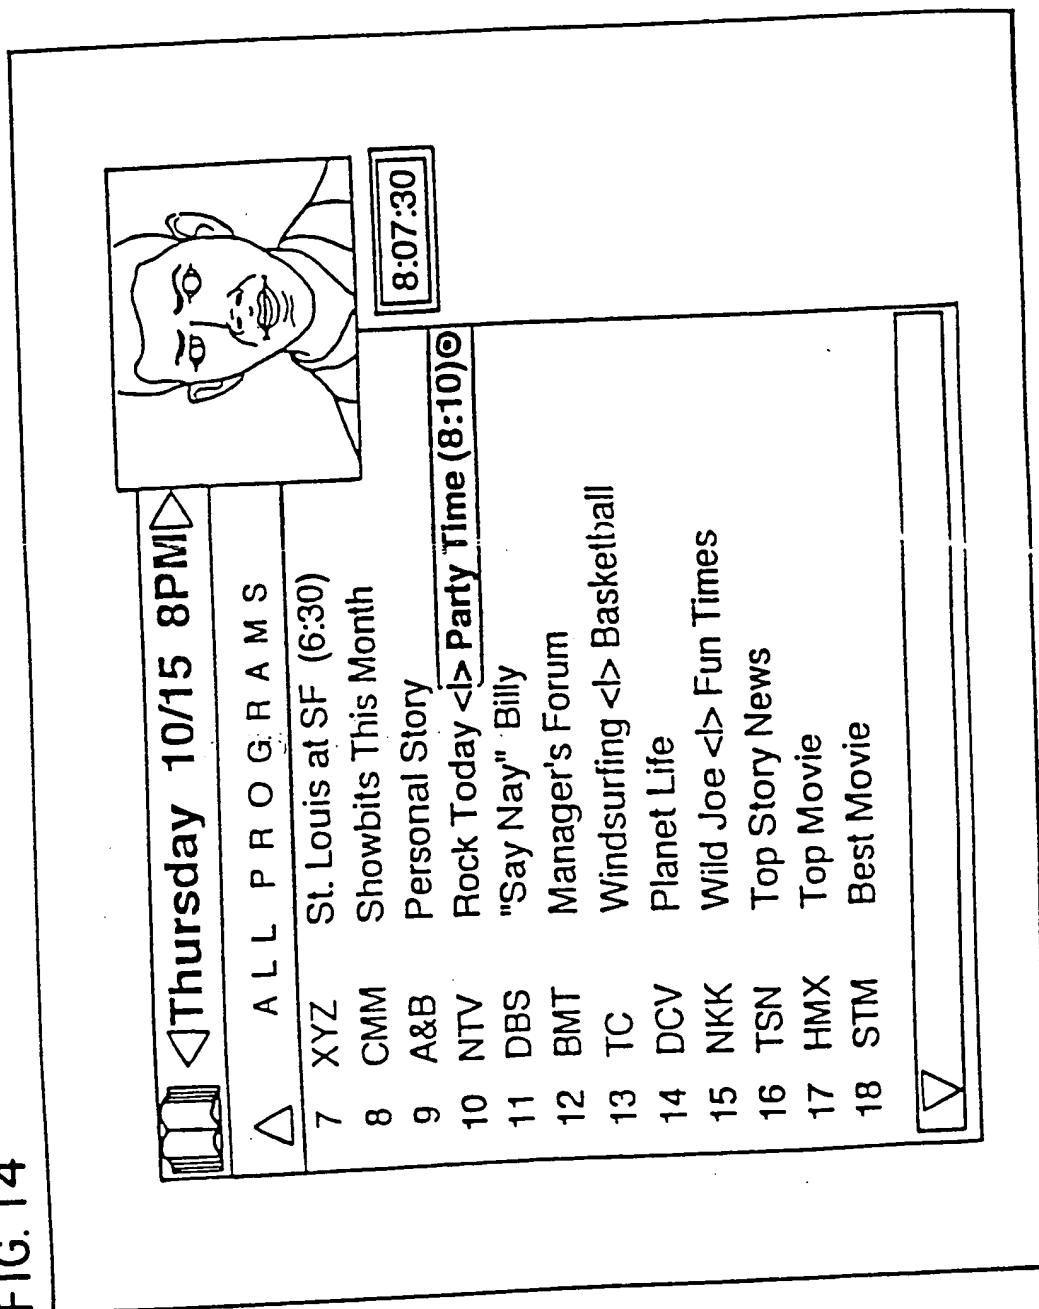 FIG. 14
Thursday 10/15 8PM
8:07:30
ALL PROGRAMS
7 XYZ St. Louis at SF (6:30)
8 CMM Showbits This Month
9 A&B Personal Story
10 NTV Rock Today <|> Party Time (8:10)
11 DBS "Say Nay" Billy
12 BMT Manager's Forum
13 TC Windsurfing <|> Basketball
14 DCV Planet Life
15 NKK Wild Joe <|> Fun Times
16 TSN Top Story News
17 HMX Top Movie
18 STM Best Movie